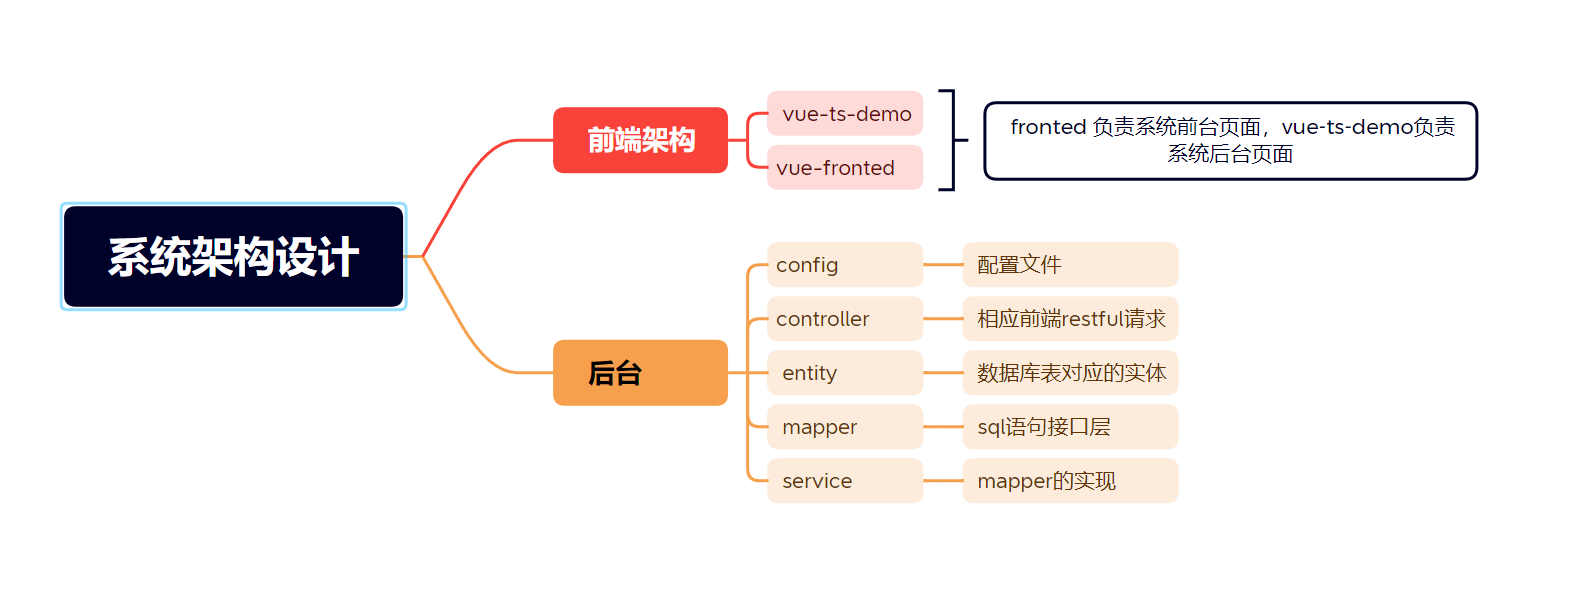 系统架构设计
前端架构
vue-ts-demo
vue-fronted
fronted 负责系统前台页面，vue-ts-demo负责
系统后台页面
后台
config
配置文件
controller
相应前端restful请求
entity
数据库表对应的实体
mapper
sql语句接口层
service
mapper的实现